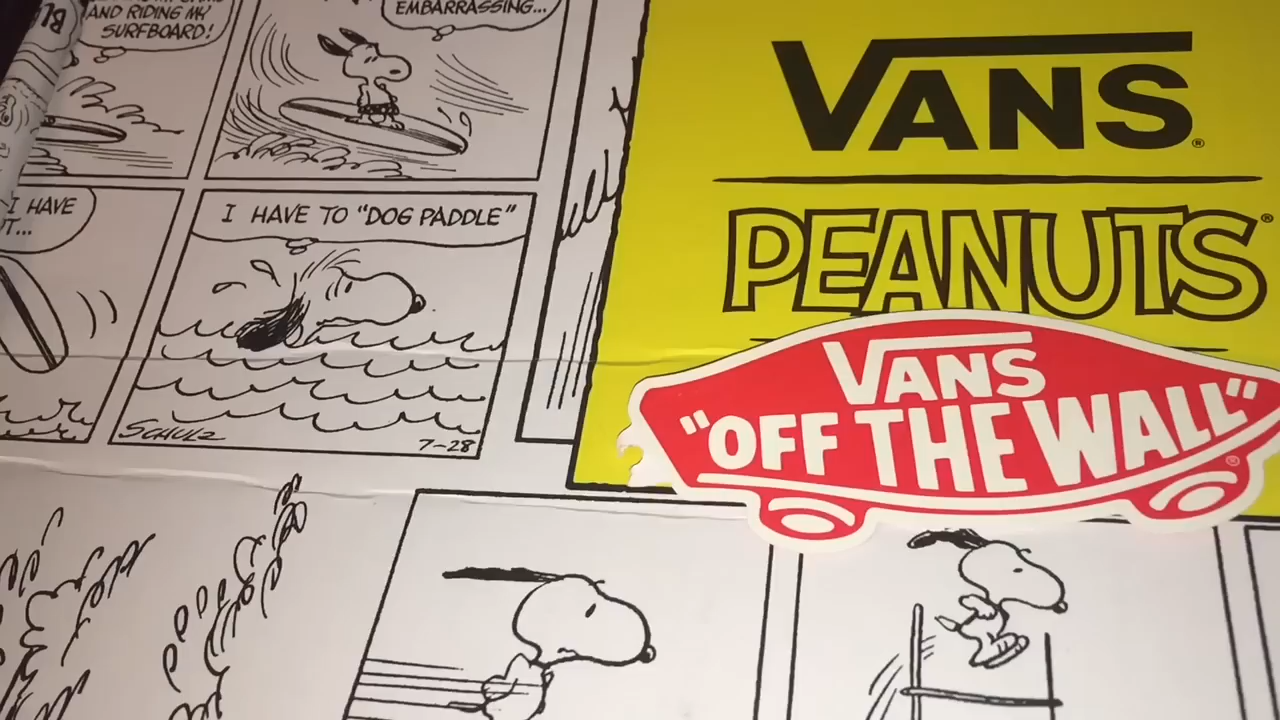 AND RIDING MY
SURFBOARD!
EMBARRASSING...
I HAVE
I HAVE TO "DOG PADDLE"
SCHULZ
7-28
VANS®
PEANUTS®
VANS
"OFF THE WALL"®